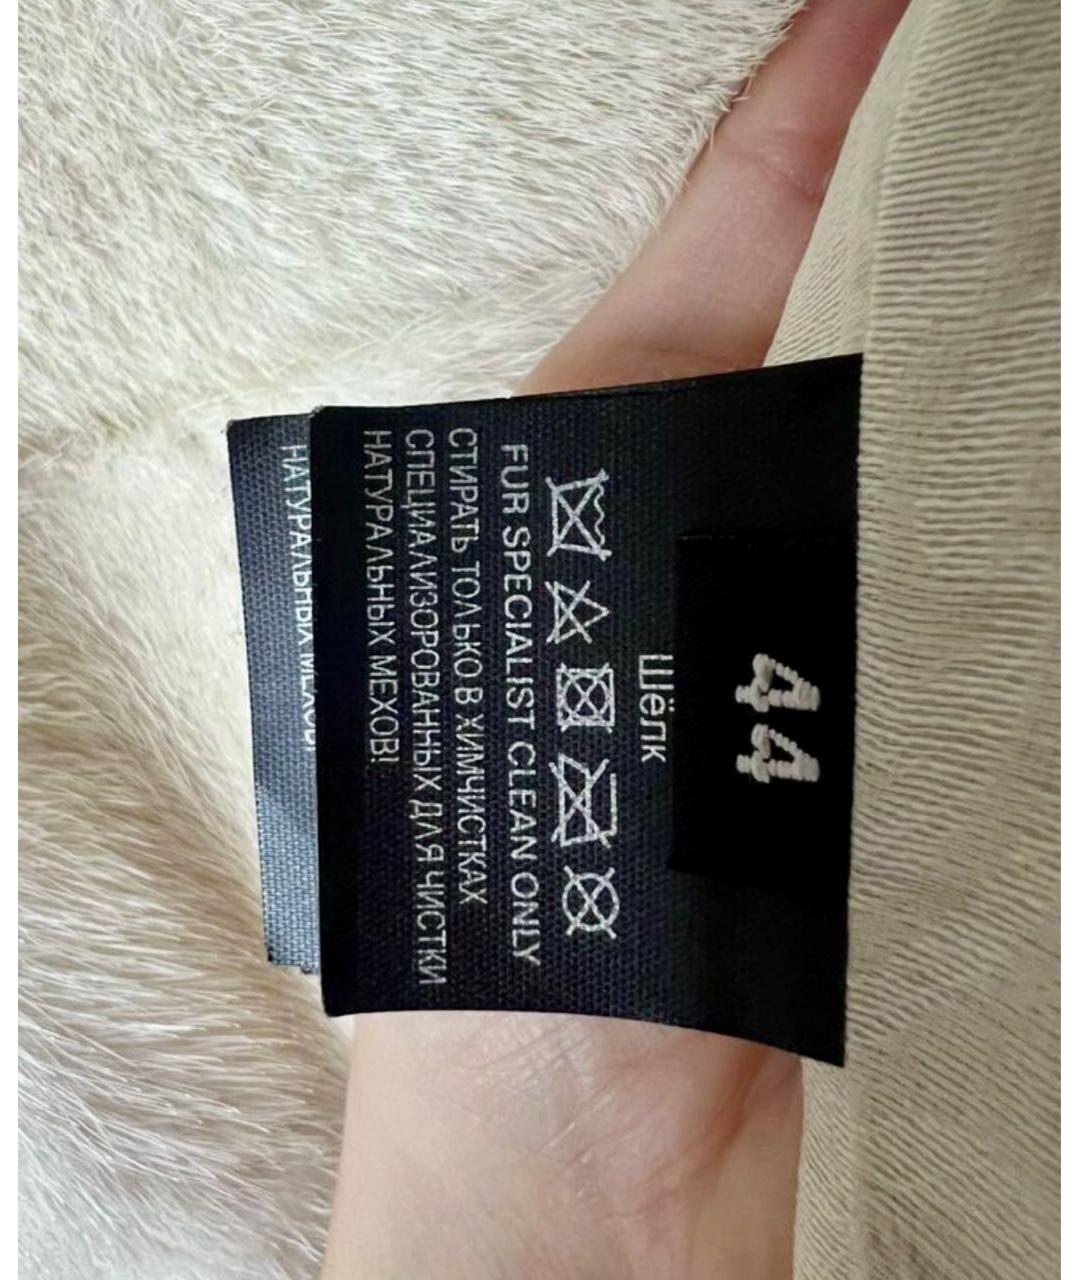 44
Шёлк
FUR SPECIALIST CLEAN ONLY
СТИРАТЬ ТОЛЬКО В ХИМЧИСТКАХ
СПЕЦИАЛИЗОРОВАННЫХ ДЛЯ ЧИСТКИ
НАТУРАЛЬНЫХ МЕХОВ!
НАТУРАЛЬНЫХ МЕХОВ!